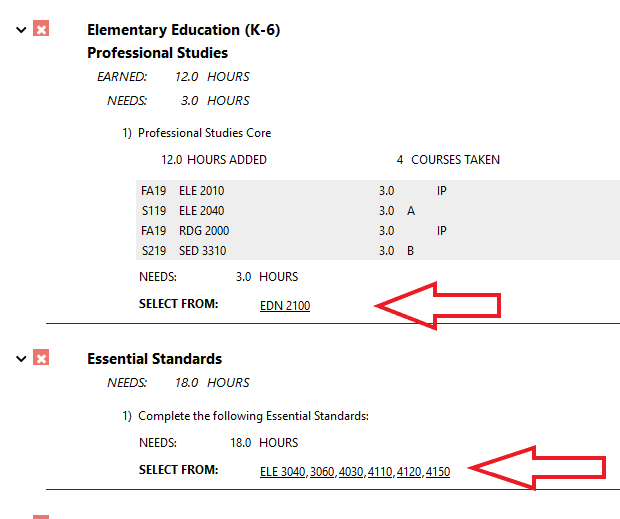 Elementary Education (K-6)
Professional Studies
EARNED: 12.0 HOURS
NEEDS: 3.0 HOURS
1) Professional Studies Core
12.0 HOURS ADDED 4 COURSES TAKEN
FA19 ELE 2010 3.0 IP
S119 ELE 2040 3.0 A
FA19 RDG 2000 3.0 IP
S219 SED 3310 3.0 B
NEEDS: 3.0 HOURS
SELECT FROM: EDN 2100
Essential Standards
NEEDS: 18.0 HOURS
1) Complete the following Essential Standards:
NEEDS: 18.0 HOURS
SELECT FROM: ELE 3040,3060,4030,4110,4120,4150